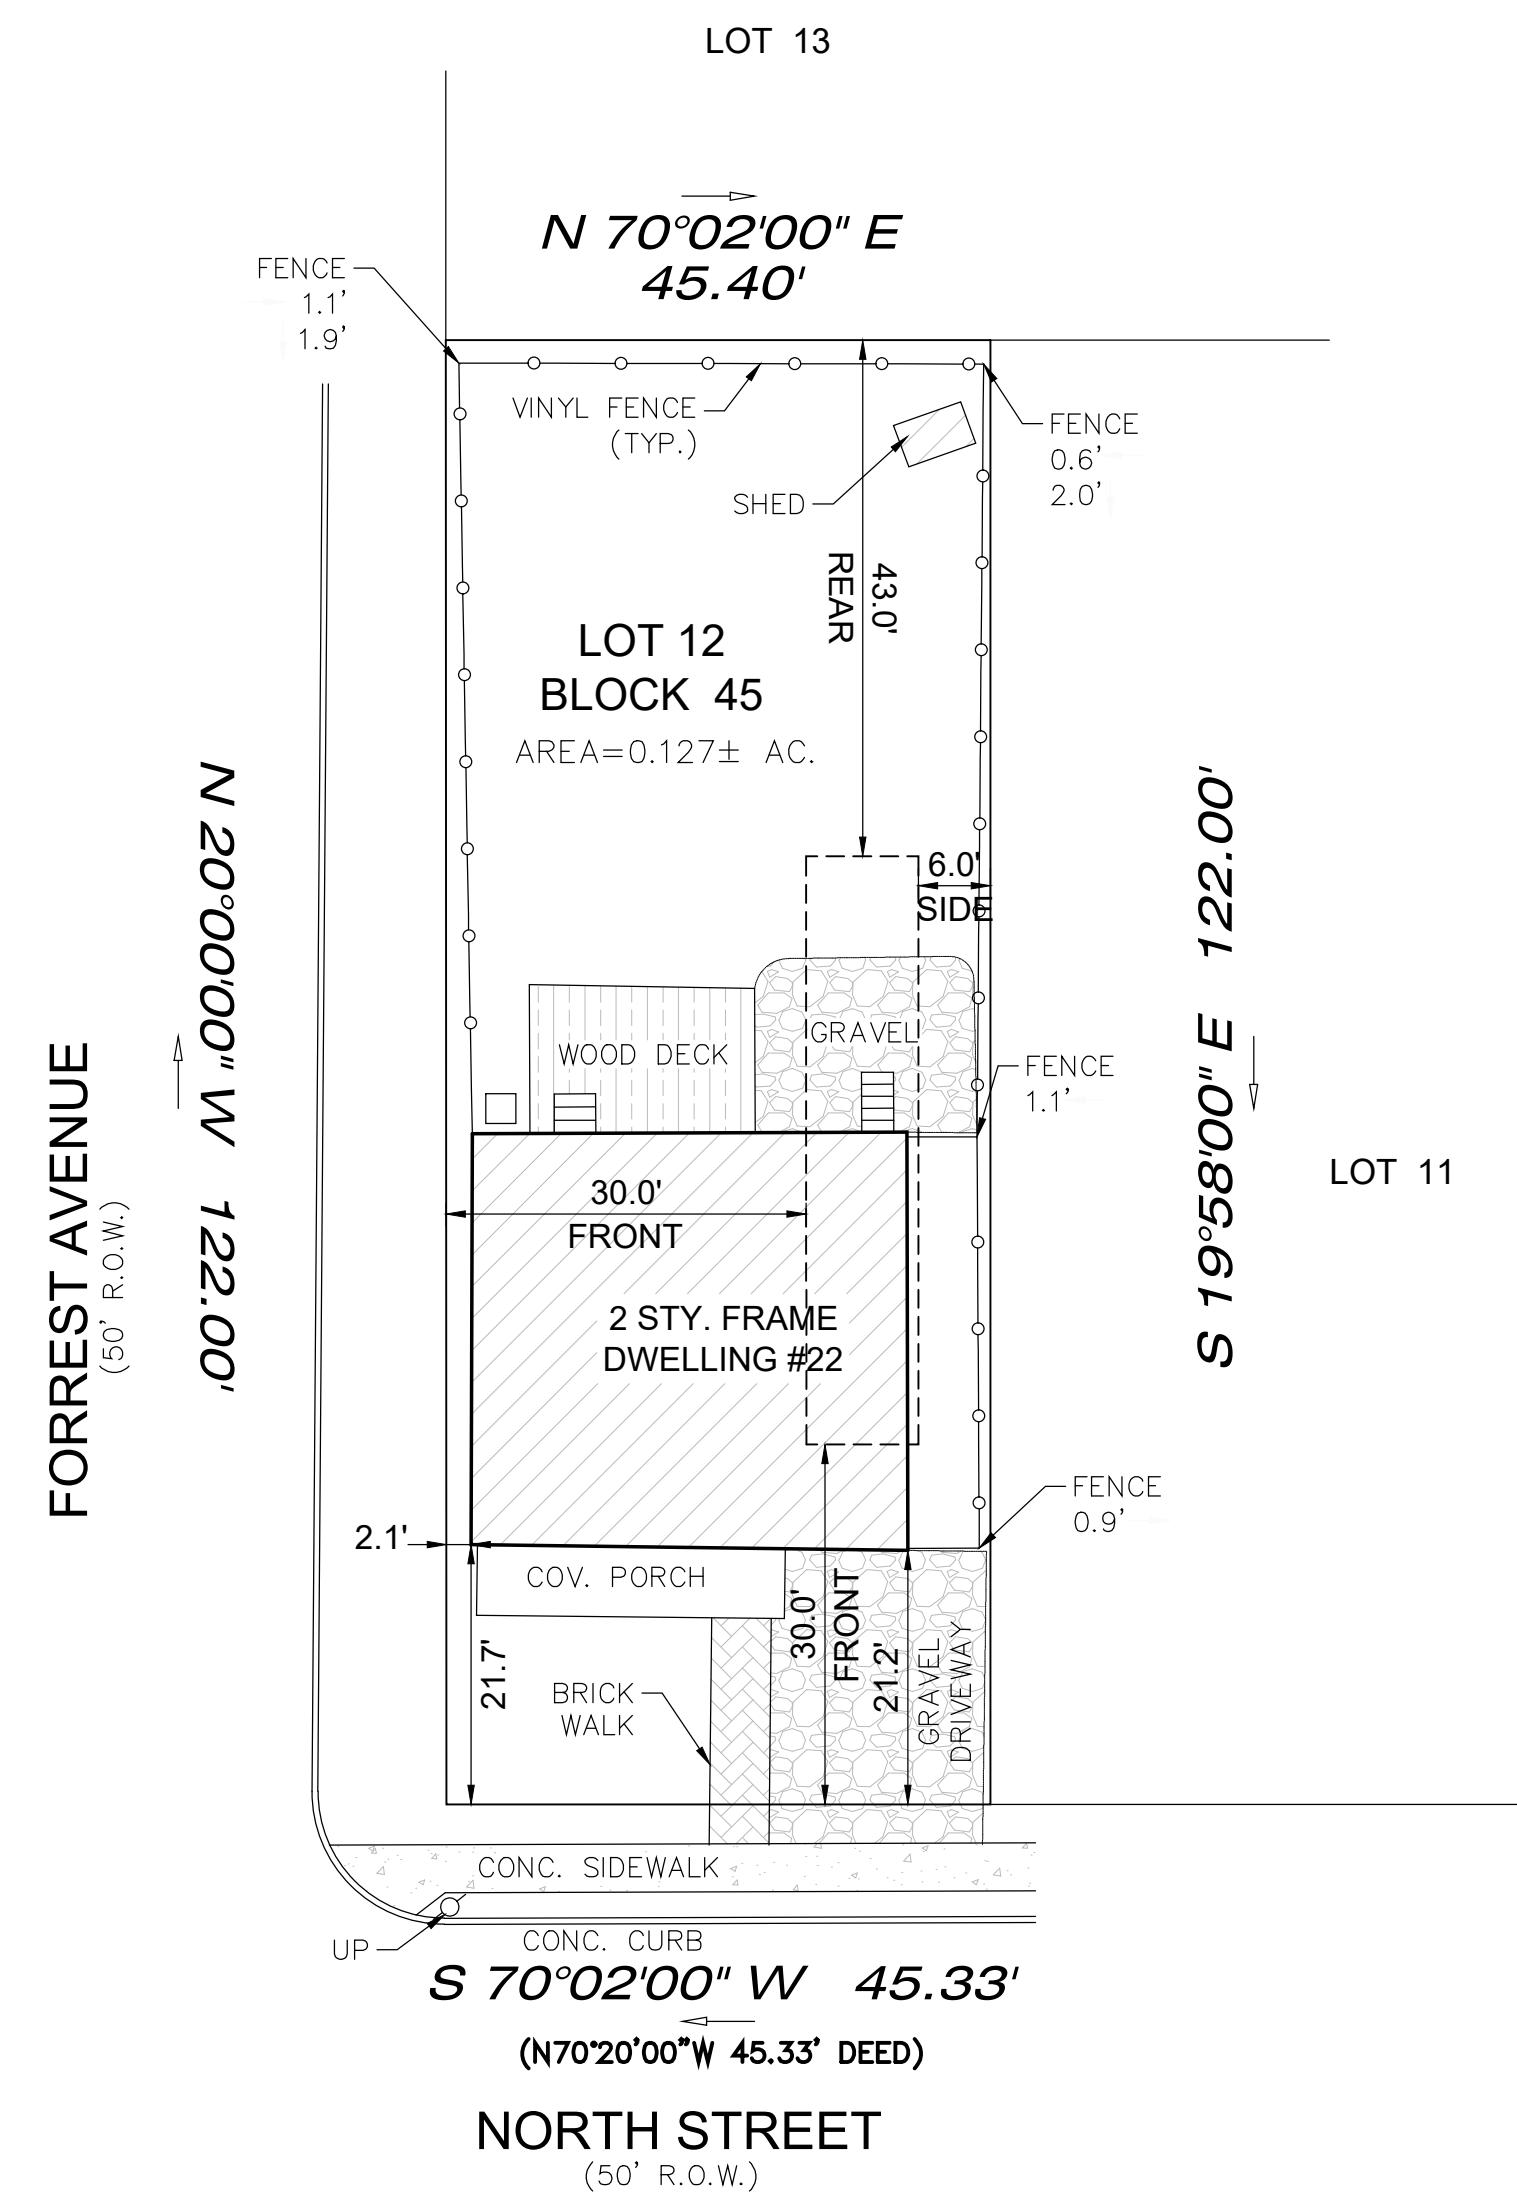 LOT 13
N 70°02'00" E
45.40'
FENCE
1.1'
1.9'
VINYL FENCE
(TYP.)
FENCE
0.6'
2.0'
SHED
43.0'
REAR
LOT 12
BLOCK 45
AREA=0.127± AC.
N 20°00'00" W 122.00'
S 19°58'00" E 122.00'
6.0'
SIDE
GRAVEL
WOOD DECK
FENCE
1.1'
FORREST AVENUE
(50' R.O.W.)
LOT 11
30.0'
FRONT
2 STY. FRAME
DWELLING #22
FENCE
0.9'
2.1'
COV. PORCH
21.7'
30.0'
FRONT
21.2'
GRAVEL
DRIVEWAY
BRICK
WALK
CONC. SIDEWALK
UP
CONC. CURB
S 70°02'00" W 45.33'
(N70°20'00"W 45.33' DEED)
NORTH STREET
(50' R.O.W.)